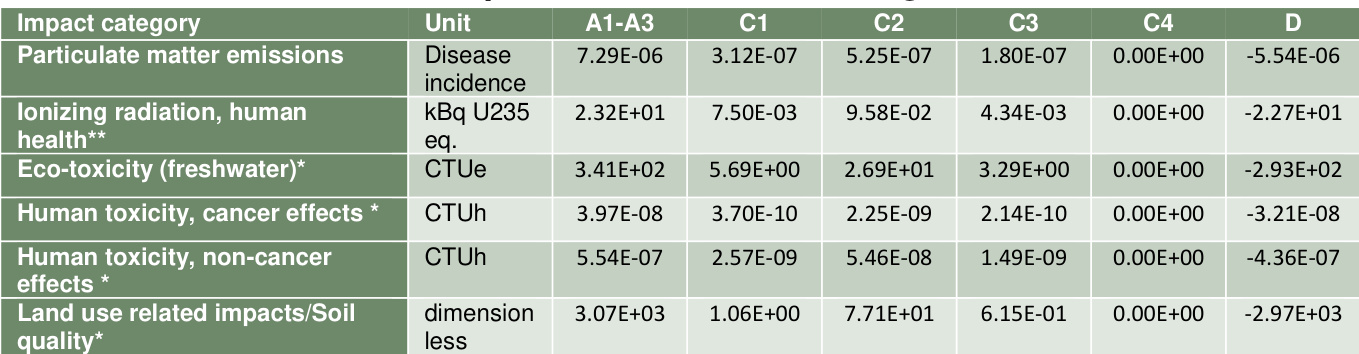 Impact category Unit A1-A3 C1 C2 C3 C4 D
Particulate matter emissions Disease incidence 7.29E-06 3.12E-07 5.25E-07 1.80E-07 0.00E+00 -5.54E-06
Ionizing radiation, human health** kBq U235 eq. 2.32E+01 7.50E-03 9.58E-02 4.34E-03 0.00E+00 -2.27E+01
Eco-toxicity (freshwater)* CTUe 3.41E+02 5.69E+00 2.69E+01 3.29E+00 0.00E+00 -2.93E+02
Human toxicity, cancer effects * CTUh 3.97E-08 3.70E-10 2.25E-09 2.14E-10 0.00E+00 -3.21E-08
Human toxicity, non-cancer effects * CTUh 5.54E-07 2.57E-09 5.46E-08 1.49E-09 0.00E+00 -4.36E-07
Land use related impacts/Soil quality* dimension less 3.07E+03 1.06E+00 7.71E+01 6.15E-01 0.00E+00 -2.97E+03